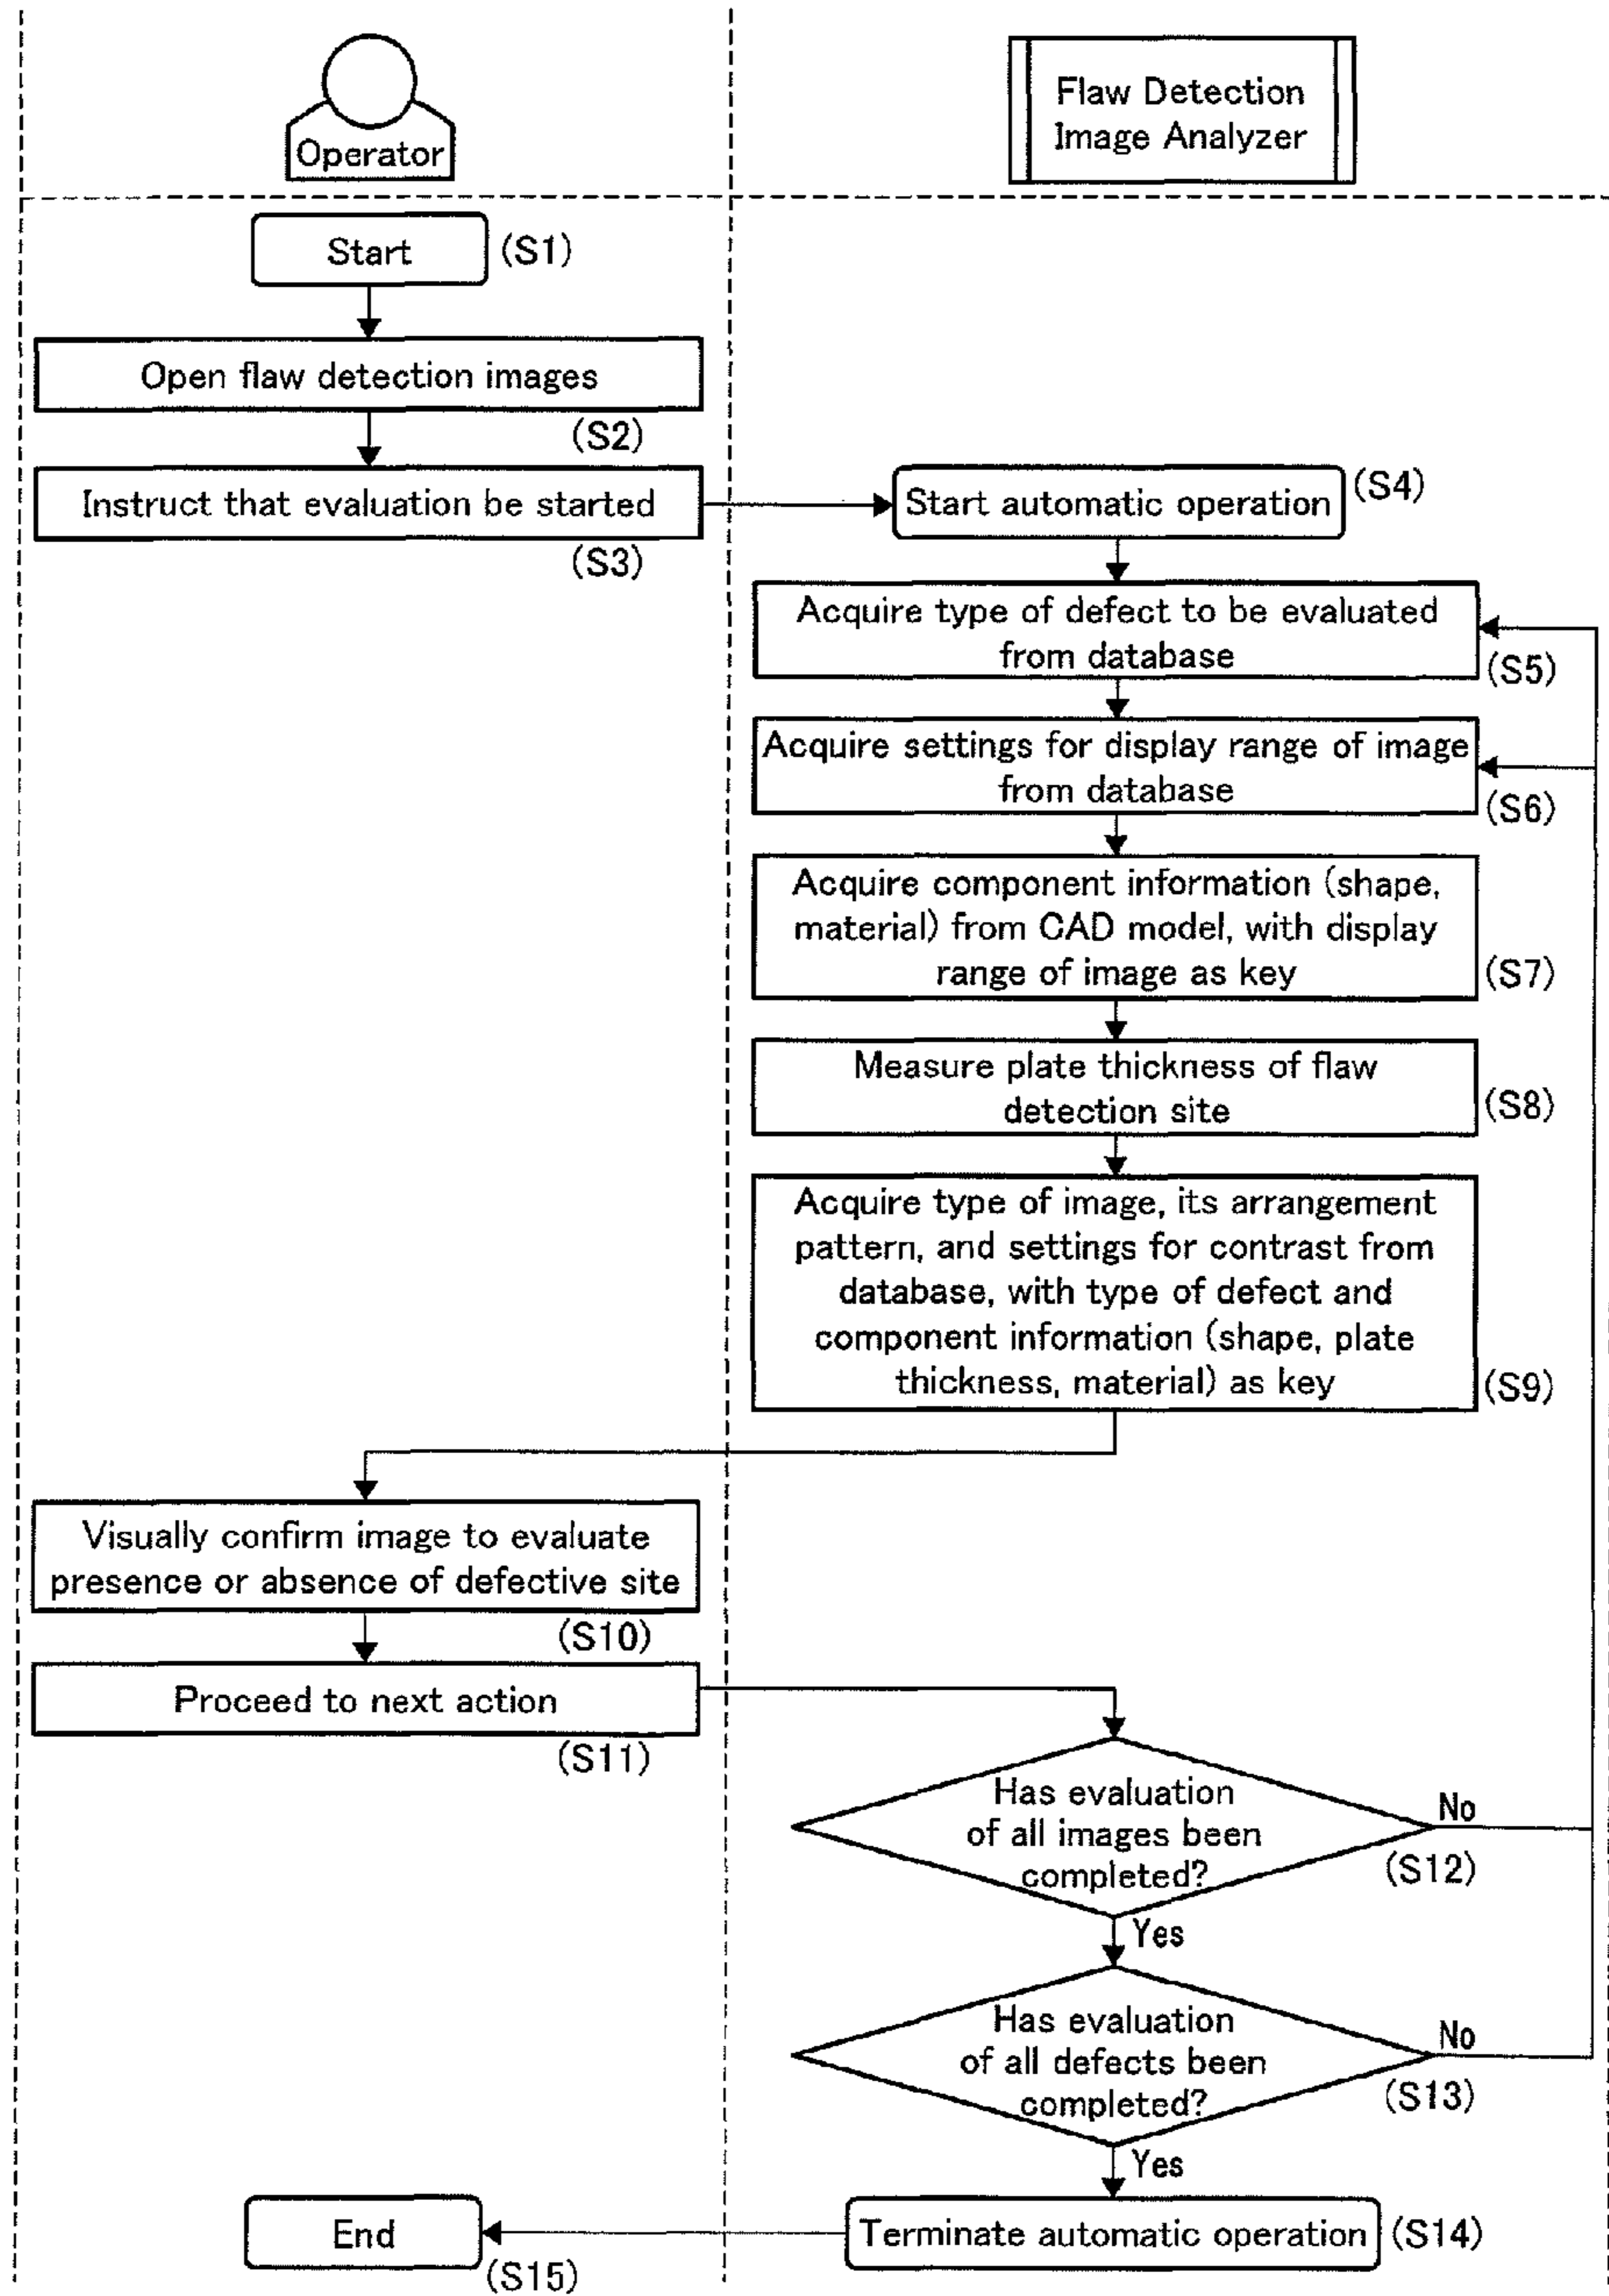 Operator
Flaw Detection
Image Analyzer
Start
(S1)
Open flaw detection images
(S2)
Instruct that evaluation be started
(S3)
Start automatic operation
(S4)
Acquire type of defect to be evaluated
from database
(S5)
Acquire settings for display range of image
from database
(S6)
Acquire component information (shape,
material) from CAD model, with display
range of image as key
(S7)
Measure plate thickness of flaw
detection site
(S8)
Acquire type of image, its arrangement
pattern, and settings for contrast from
database, with type of defect and
component information (shape, plate
thickness, material) as key
(S9)
Visually confirm image to evaluate
presence or absence of defective site
(S10)
Proceed to next action
(S11)
Has evaluation
of all images been
completed?
No
(S12)
Yes
Has evaluation
of all defects been
completed?
No
(S13)
Yes
Terminate automatic operation
(S14)
End
(S15)